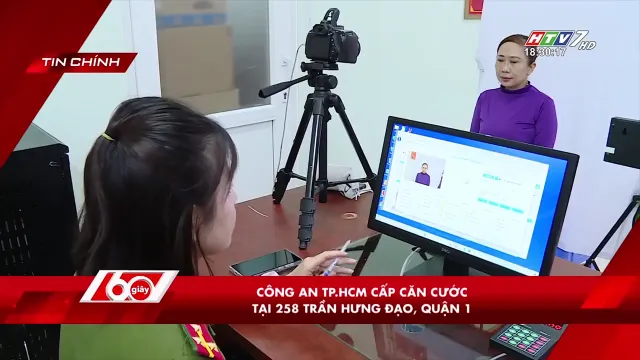 TIN CHÍNH
HTV7 HD
18:30:17
60 giây
CÔNG AN TP.HCM CẤP CĂN CƯỚC
TẠI 258 TRẦN HƯNG ĐẠO, QUẬN 1